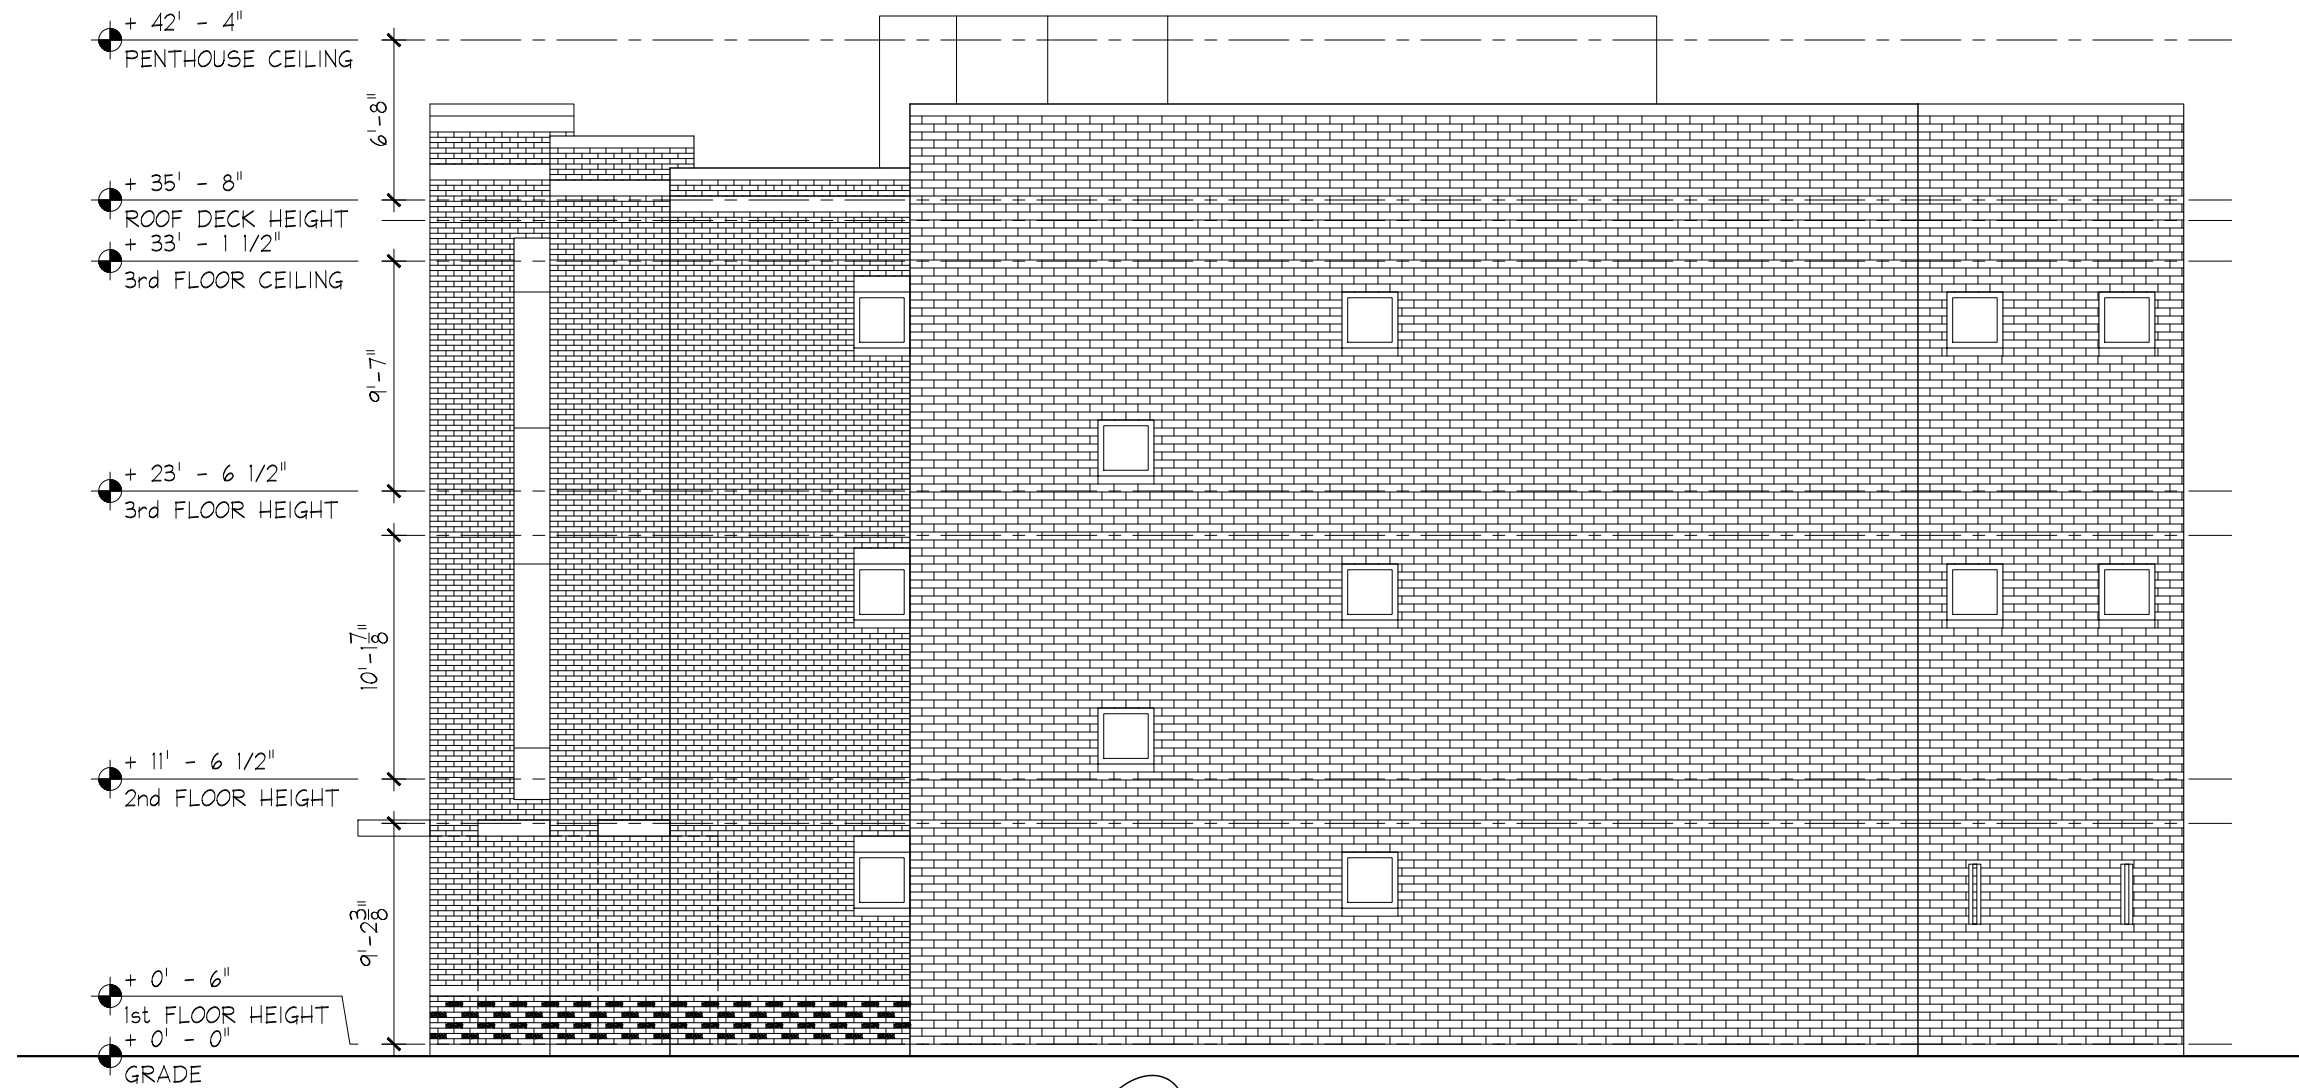 + 42' - 4"
PENTHOUSE CEILING
6'-8"
+ 35' - 8"
ROOF DECK HEIGHT
+ 33' - 1 1/2"
3rd FLOOR CEILING
9'-7"
+ 23' - 6 1/2"
3rd FLOOR HEIGHT
10'-1 7/8"
+ 11' - 6 1/2"
2nd FLOOR HEIGHT
9'-2 3/8"
+ 0' - 6"
1st FLOOR HEIGHT
+ 0' - 0"
GRADE